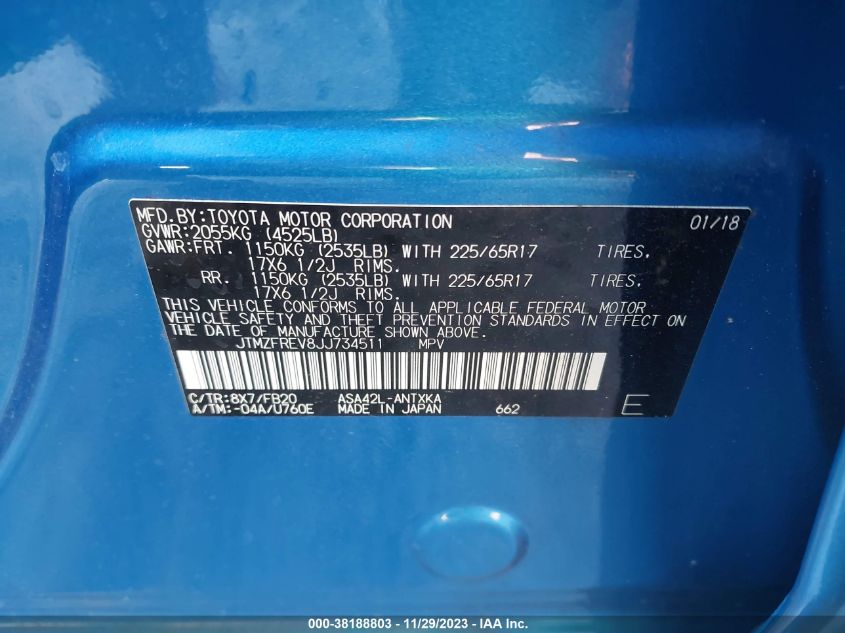 MFD.BY:TOYOTA MOTOR CORPORATION 01/18
GVWR:2055KG (4525LB)
GAWR:FRT. 1150KG (2535LB) WITH 225/65R17 TIRES.
17X6 1/2J RIMS.
RR. 1150KG (2535LB) WITH 225/65R17 TIRES.
17X6 1/2J RIMS.
THIS VEHICLE CONFORMS TO ALL APPLICABLE FEDERAL MOTOR
VEHICLE SAFETY AND THEFT PREVENTION STANDARDS IN EFFECT ON
THE DATE OF MANUFACTURE SHOWN ABOVE.
JTMZFREV8JJ734511 MPV
C/TR:8X7/FB20 ASA42L-ANTXKA
A/TM:-04A/U760E MADE IN JAPAN 662 E
000-38188803 - 11/29/2023 - IAA Inc.